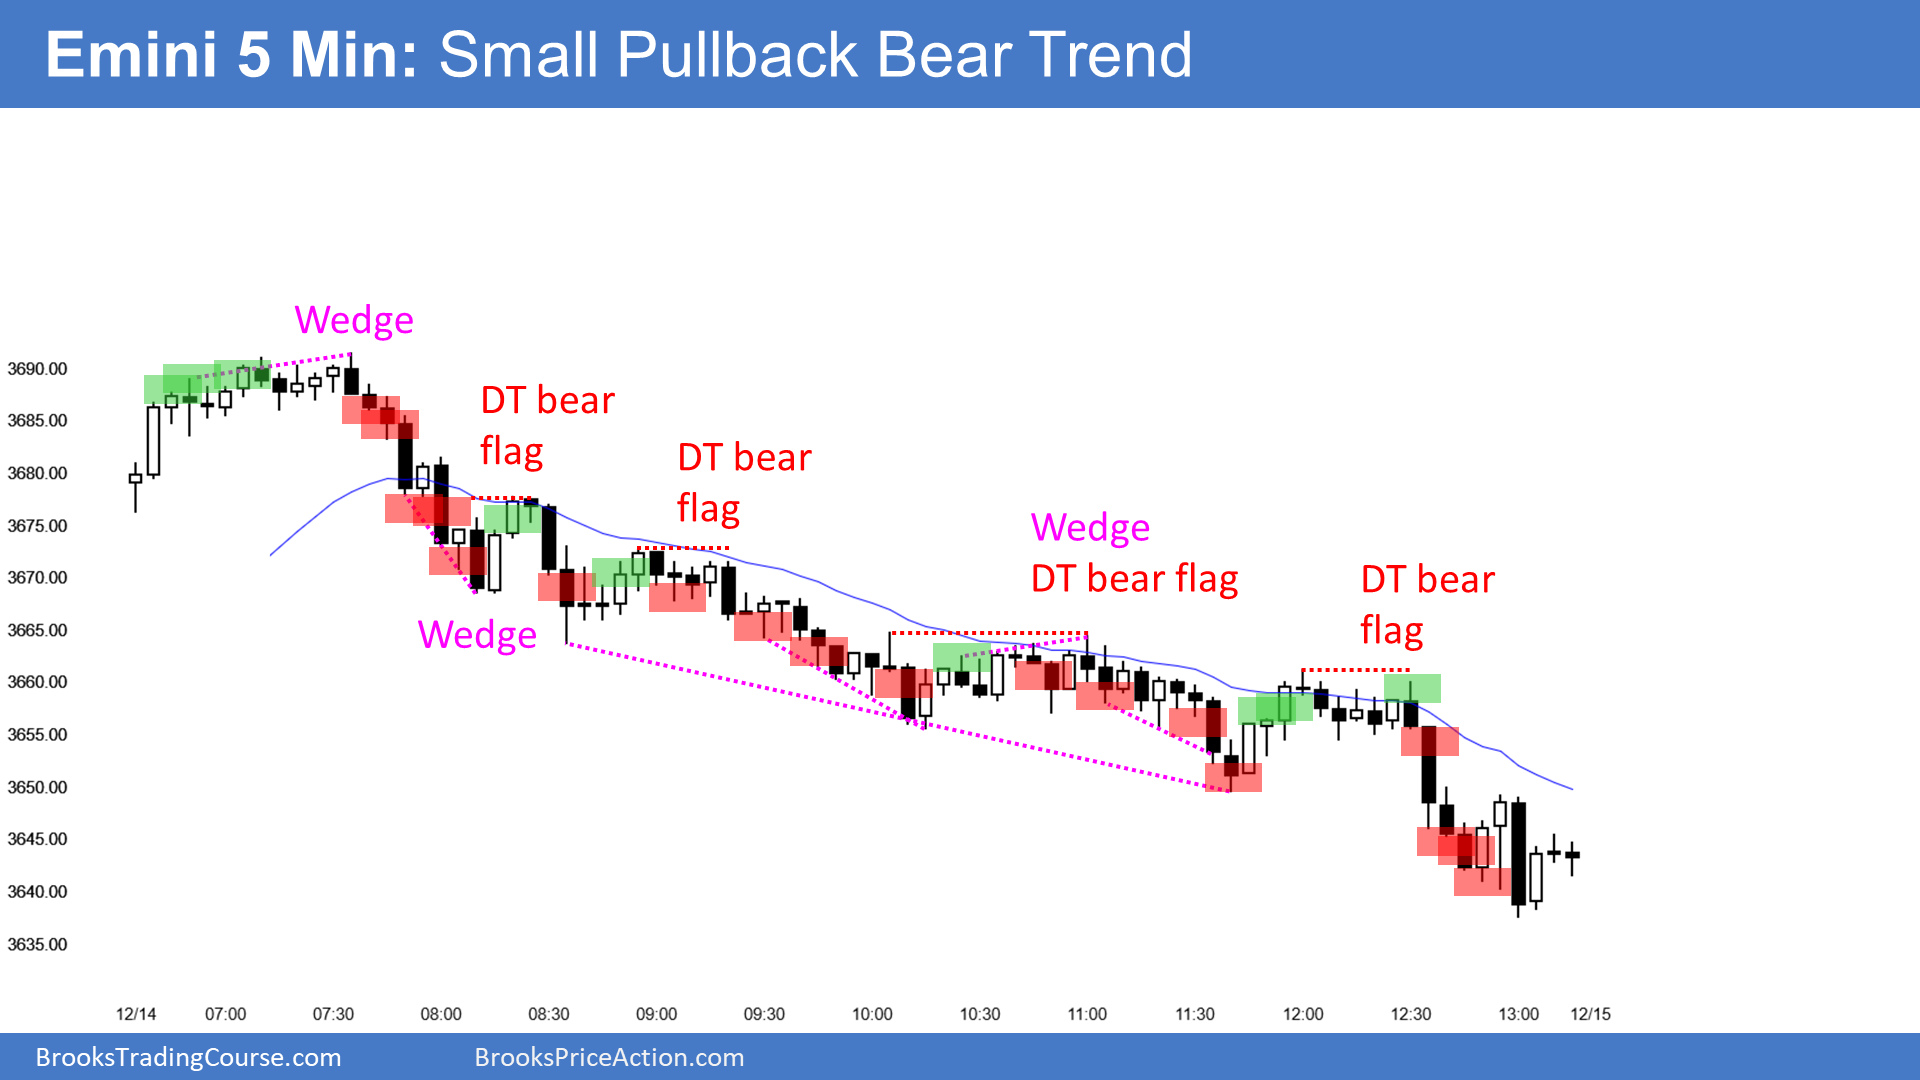 Emini 5 Min: Small Pullback Bear Trend
Wedge
DT bear
flag
DT bear
flag
Wedge
Wedge
DT bear flag
DT bear
flag
3690.00
3685.00
3680.00
3675.00
3670.00
3665.00
3660.00
3655.00
3650.00
3645.00
3640.00
3635.00
12/14 07:00 07:30 08:00 08:30 09:00 09:30 10:00 10:30 11:00 11:30 12:00 12:30 13:00 12/15
BrooksTradingCourse.com BrooksPriceAction.com